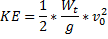 KE = 1/2 * W_t/g * v_0^2